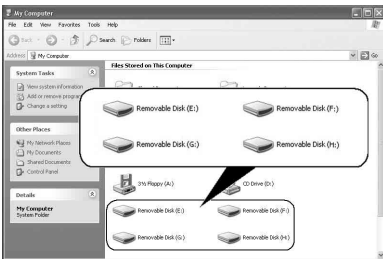 My Computer
File Edit View Favorites Tools Help
Back Search Folders
Address My Computer Go
System Tasks
View system information
Add or remove program
Change a setting
Files Stored on This Computer
Removable Disk (E:) Removable Disk (F:)
Removable Disk (G:) Removable Disk (H:)
Other Places
My Network Places
My Documents
Shared Documents
Control Panel
3½ Floppy (A:) CD Drive (D:)
Details
My Computer
System Folder
Removable Disk (E:) Removable Disk (F:)
Removable Disk (G:) Removable Disk (H:)